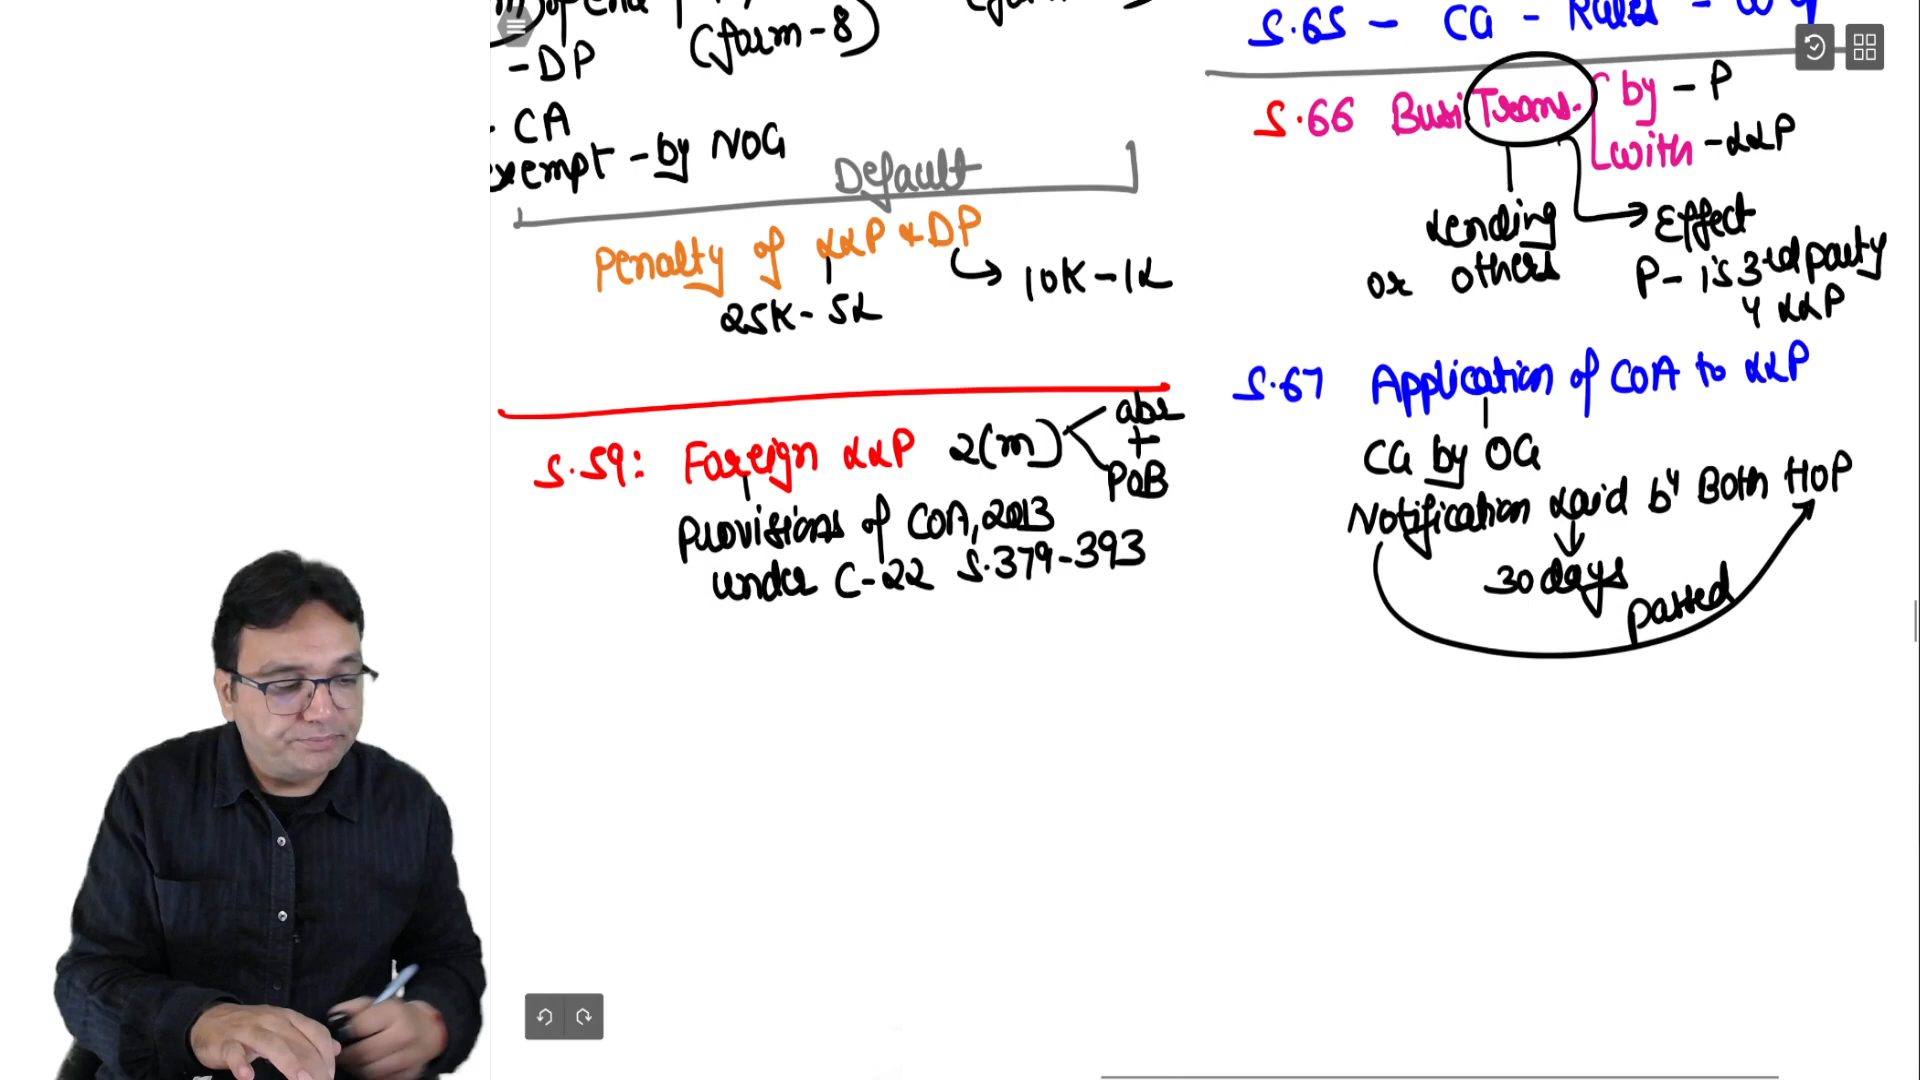 (form-8)
-DP
- CA
exempt - by NOG
Default
Penalty of LLP & DP
25K - 5L
10K - 1L
S.59: Foreign LLP 2(m)
abr
+
PoB
Provisions of COA, 2013
under C-22 S.379-393
S.65 - CG - Rules -
S.66 Busi Trans.
by - P
with - LLP
Lending
or others
Effect
P - is 3rd party
LLP
S.67 Application of COA to LLP
CG by OG
Notification laid b4 Both HOP
30 days
passed